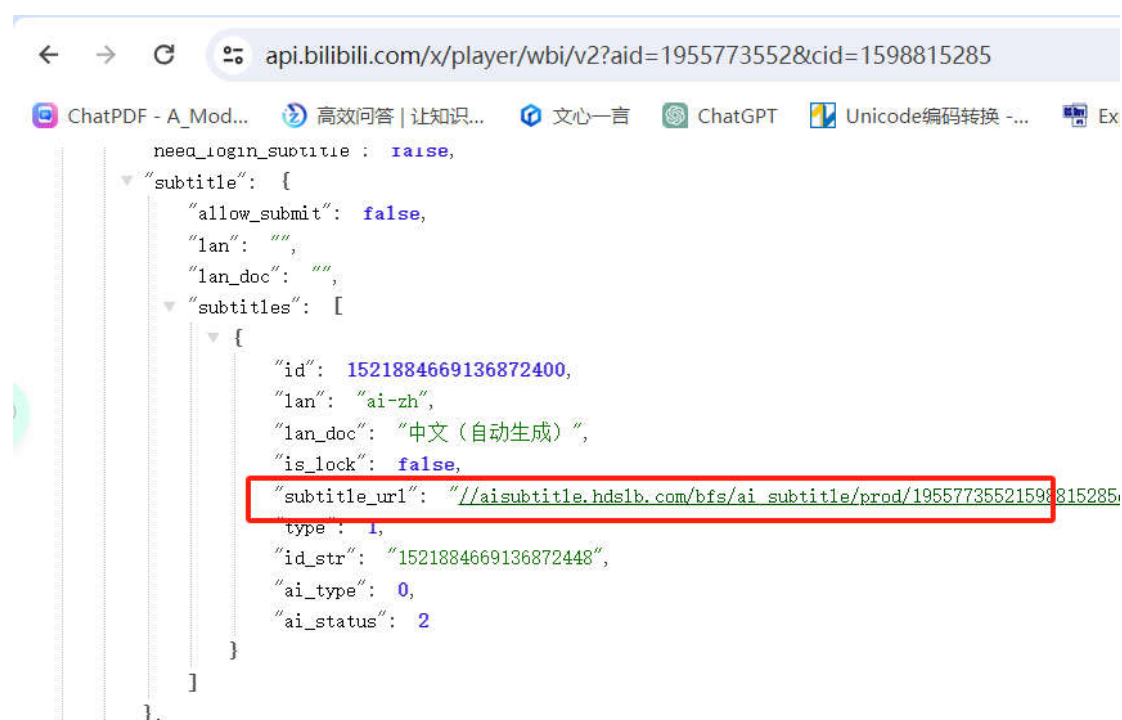 api.bilibili.com/x/player/wbi/v2?aid=1955773552&cid=1598815285
ChatPDF - A_Mod... 高效问答 | 让知识... 文心一言 ChatGPT Unicode编码转换 -... Ex
need_login_subtitle : false,
"subtitle": {
"allow_submit": false,
"lan": "",
"lan_doc": "",
"subtitles": [
{
"id": 1521884669136872400,
"lan": "ai-zh",
"lan_doc": "中文（自动生成）",
"is_lock": false,
"subtitle_url": "//aisubtitle.hdslb.com/bfs/ai_subtitle/prod/19557735521598815285
"type": 1,
"id_str": "1521884669136872448",
"ai_type": 0,
"ai_status": 2
}
]
},